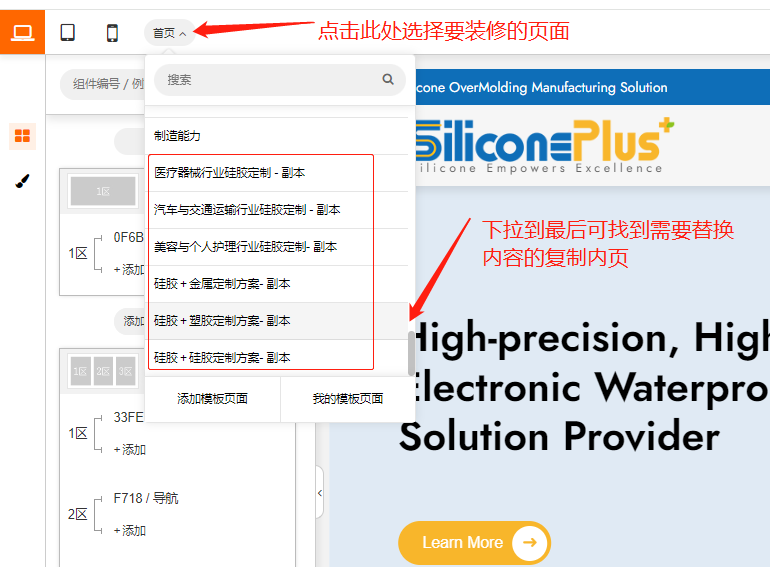 首页
点击此处选择要装修的页面
组件编号 / 例
搜索
cone OverMolding Manufacturing Solution
制造能力
SiliconePlus+
ilicone Empowers Excellence
医疗器械行业硅胶定制 - 副本
1区
汽车与交通运输行业硅胶定制 - 副本
下拉到最后可找到需要替换
内容的复制内页
0F6B
1区
美容与个人护理行业硅胶定制- 副本
+ 添加
硅胶 + 金属定制方案- 副本
添加
硅胶 + 塑胶定制方案- 副本
High-precision, High
硅胶 + 硅胶定制方案- 副本
1区 2区 3区
Electronic Waterpro
添加模板页面
我的模板页面
33FE
1区
Solution Provider
+ 添加
F718 / 导航
2区
+ 添加
Learn More